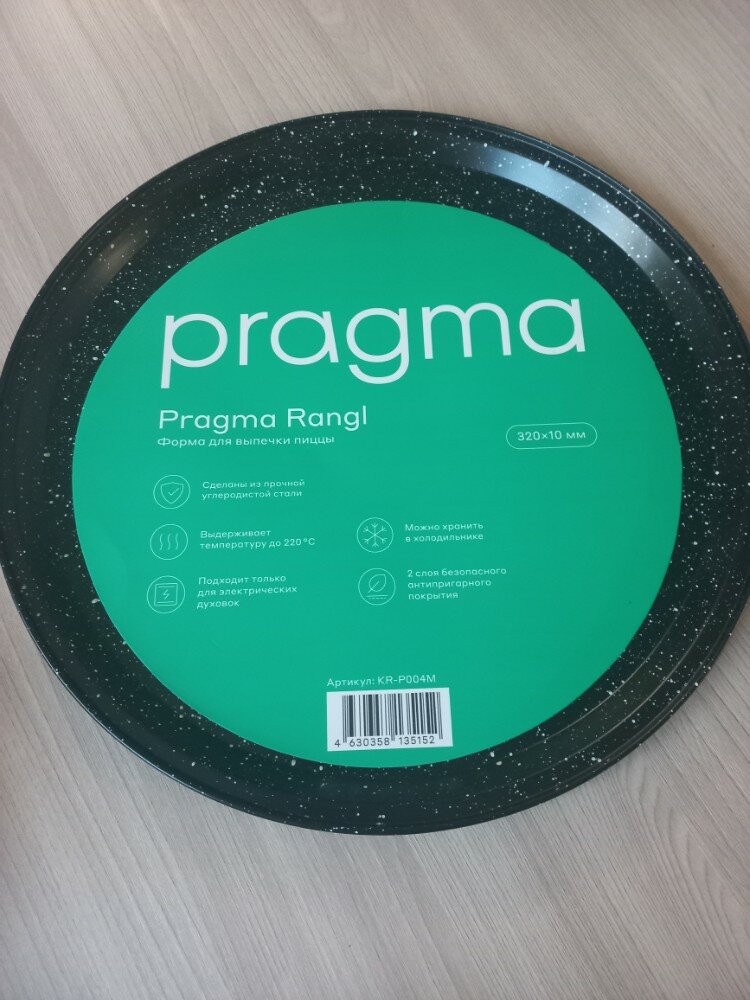 pragma
Pragma Rangl
Форма для выпечки пиццы
320×10 мм
Сделаны из прочной
углеродистой стали
Выдерживает
температуру до 220°C
Можно хранить
в холодильнике
Подходит только
для электрических
духовок
2 слоя безопасного
антипригарного
покрытия
Артикул: KR-P004M
4 630358 135152